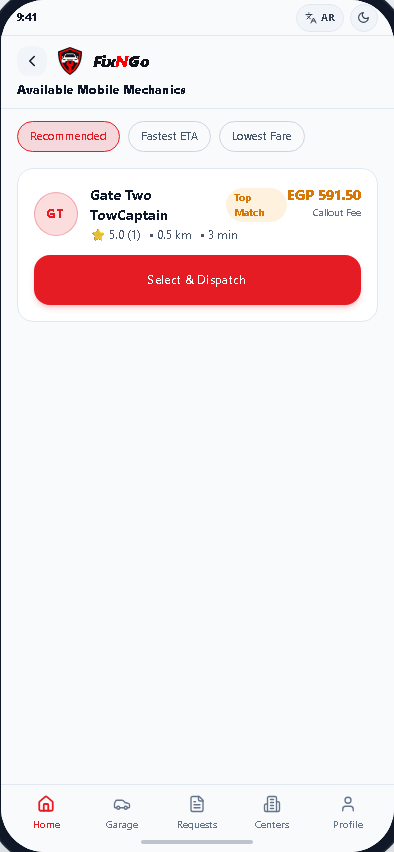 9:41
AR
FixNGo
Available Mobile Mechanics
Recommended
Fastest ETA
Lowest Fare
GT
Gate Two
TowCaptain
Top
Match
EGP 591.50
Callout Fee
5.0 (1) • 0.5 km • 3 min
Select & Dispatch
Home
Garage
Requests
Centers
Profile